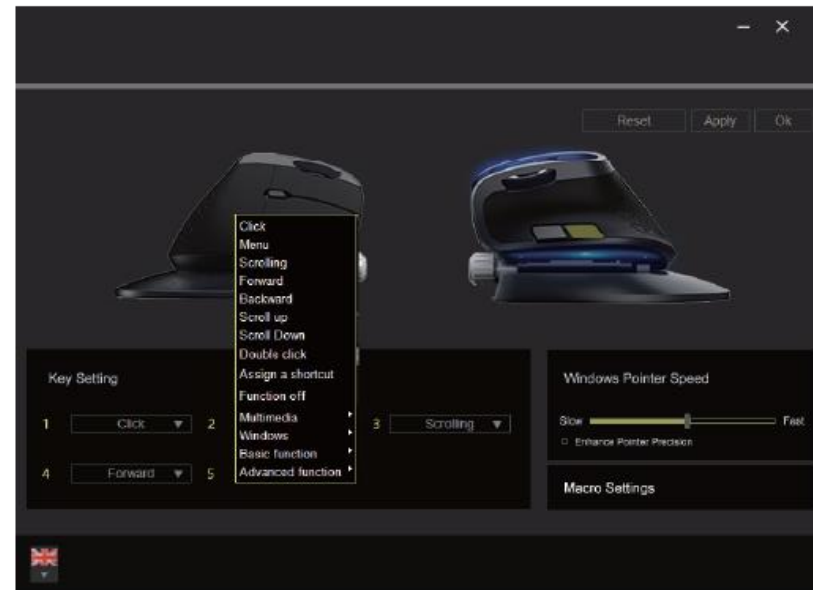 Reset Apply Ok
Click
Menu
Scrolling
Forward
Backward
Scroll up
Scroll Down
Double click
Assign a shortcut
Function off
Multimedia
Windows
Basic function
Advanced function
Key Setting
1 Click 2 3 Scrolling
4 Forward 5
Windows Pointer Speed
Slow Fast
Enhance Pointer Precision
Macro Settings